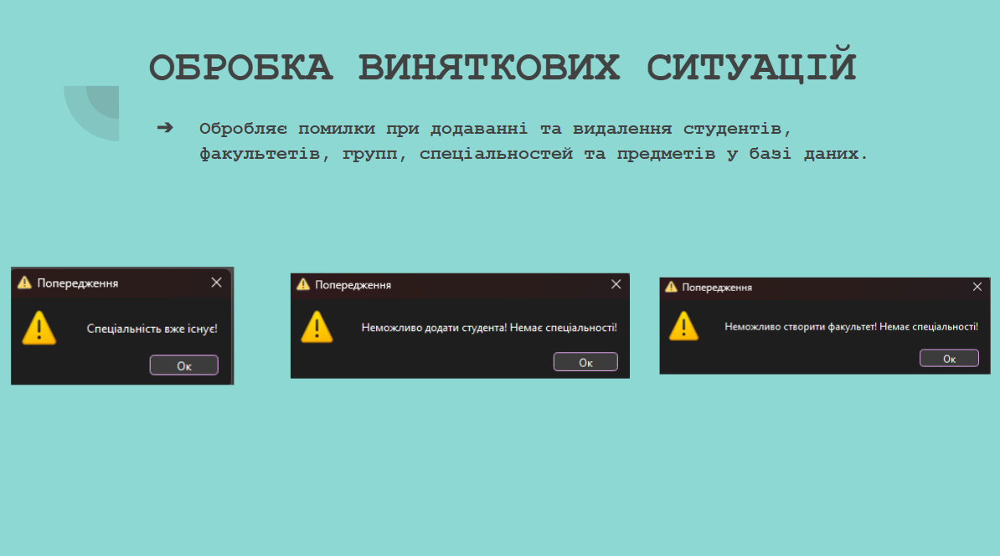 ОБРОБКА ВИНЯТКОВИХ СИТУАЦІЙ
➔ Обробляє помилки при додаванні та видалення студентів,
факультетів, групп, спеціальностей та предметів у базі даних.
Попередження
Спеціальність вже існує!
Ок
Попередження
Неможливо додати студента! Немає спеціальності!
Ок
Попередження
Неможливо створити факультет! Немає спеціальності!
Ок